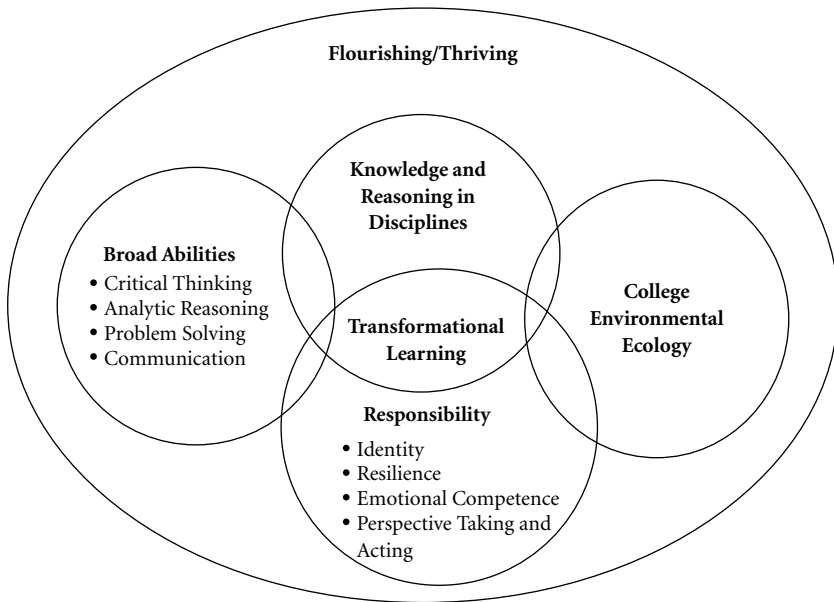 Flourishing/Thriving
Knowledge and
Reasoning in
Disciplines
Broad Abilities
• Critical Thinking
• Analytic Reasoning
• Problem Solving
• Communication
College
Environmental
Ecology
Transformational
Learning
Responsibility
• Identity
• Resilience
• Emotional Competence
• Perspective Taking and
Acting